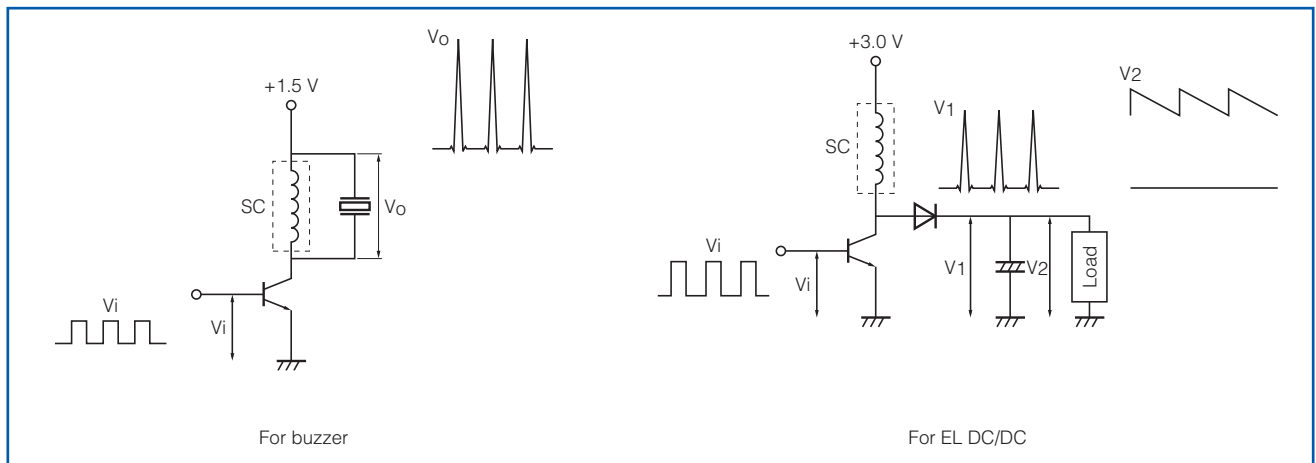 Vo
+1.5 V
SC
Vo
Vi
Vi
For buzzer
+3.0 V
V2
V1
SC
Vi
Vi
V1
V2
Load
For EL DC/DC